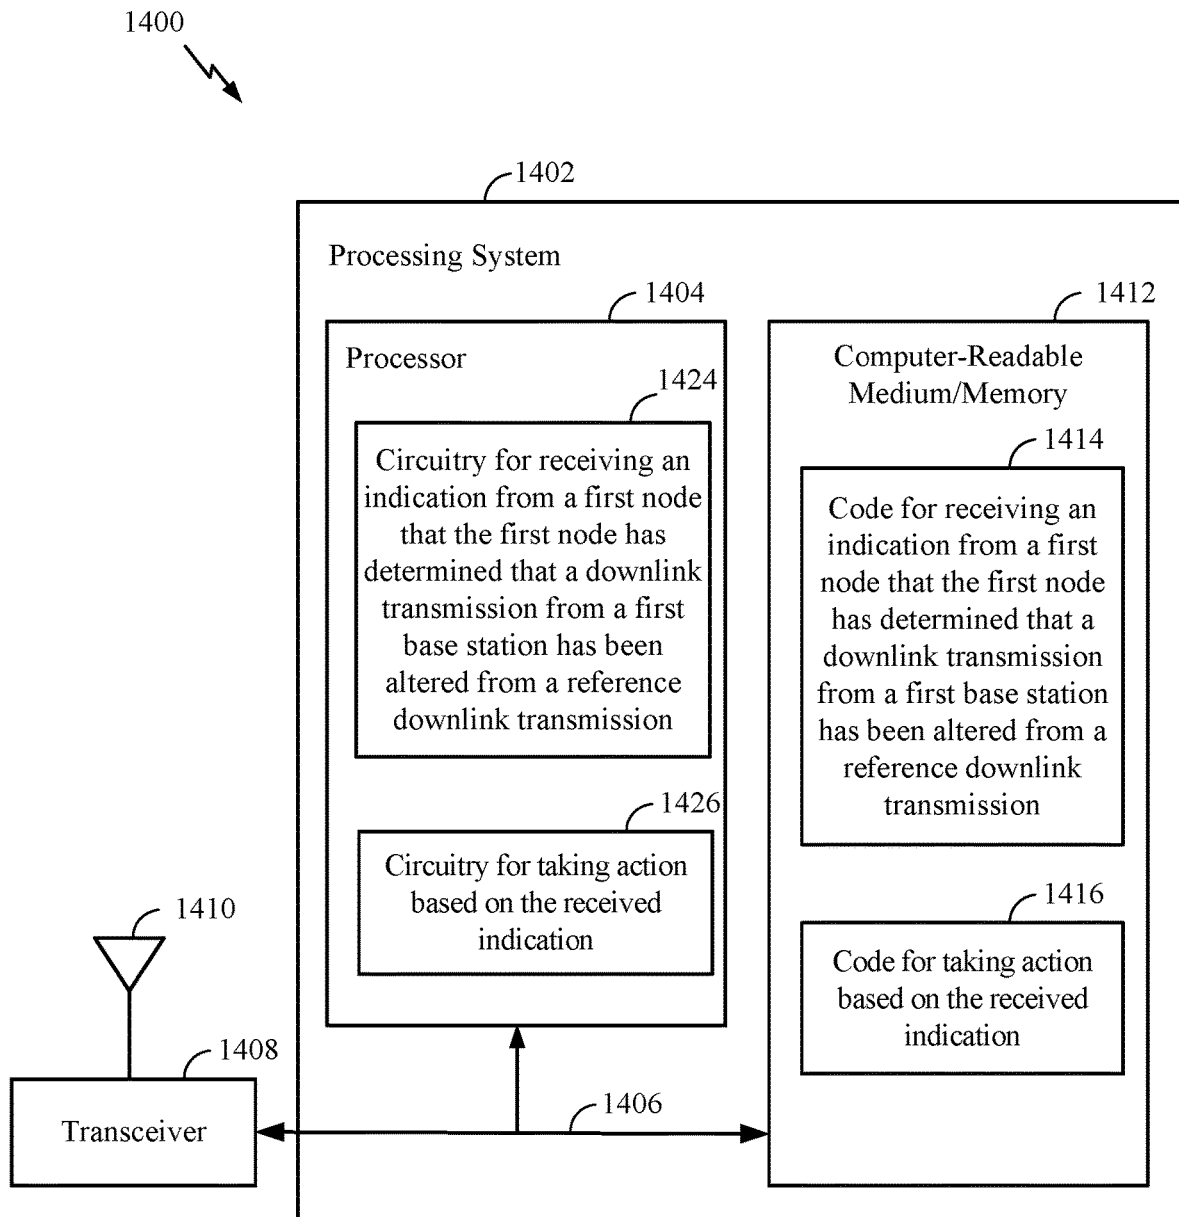 1400
1402
Processing System
1404
1412
Processor
Computer-Readable
Medium/Memory
1424
Circuitry for receiving an
indication from a first node
that the first node has
determined that a downlink
transmission from a first
base station has been
altered from a reference
downlink transmission
1414
Code for receiving an
indication from a first
node that the first node
has determined that a
downlink transmission
from a first base station
has been altered from a
reference downlink
transmission
1426
Circuitry for taking action
based on the received
indication
1416
Code for taking action
based on the received
indication
1410
1408
Transceiver
1406